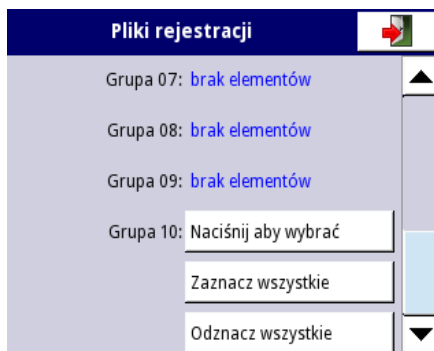 Pliki rejestracji
Grupa 07: brak elementów
Grupa 08: brak elementów
Grupa 09: brak elementów
Grupa 10: Naciśnij aby wybrać
Zaznacz wszystkie
Odznacz wszystkie